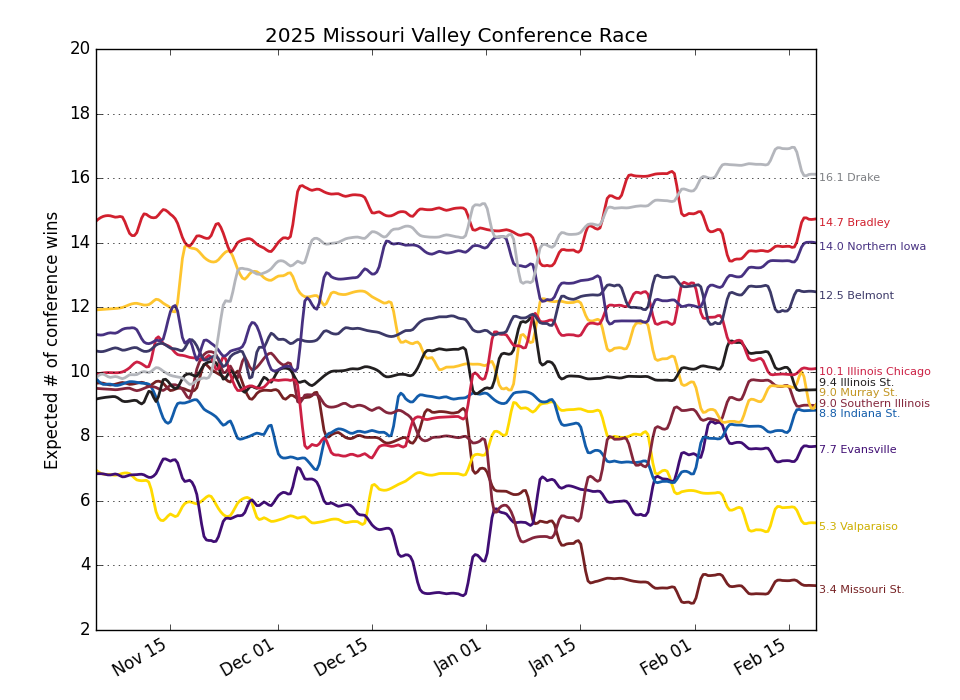 2025 Missouri Valley Conference Race
Expected # of conference wins
20
18
16
14
12
10
8
6
4
2
16.1 Drake
14.7 Bradley
14.0 Northern Iowa
12.5 Belmont
10.1 Illinois Chicago
9.4 Illinois St.
9.0 Murray St.
9.0 Southern Illinois
8.8 Indiana St.
7.7 Evansville
5.3 Valparaiso
3.4 Missouri St.
Nov 15
Dec 01
Dec 15
Jan 01
Jan 15
Feb 01
Feb 15